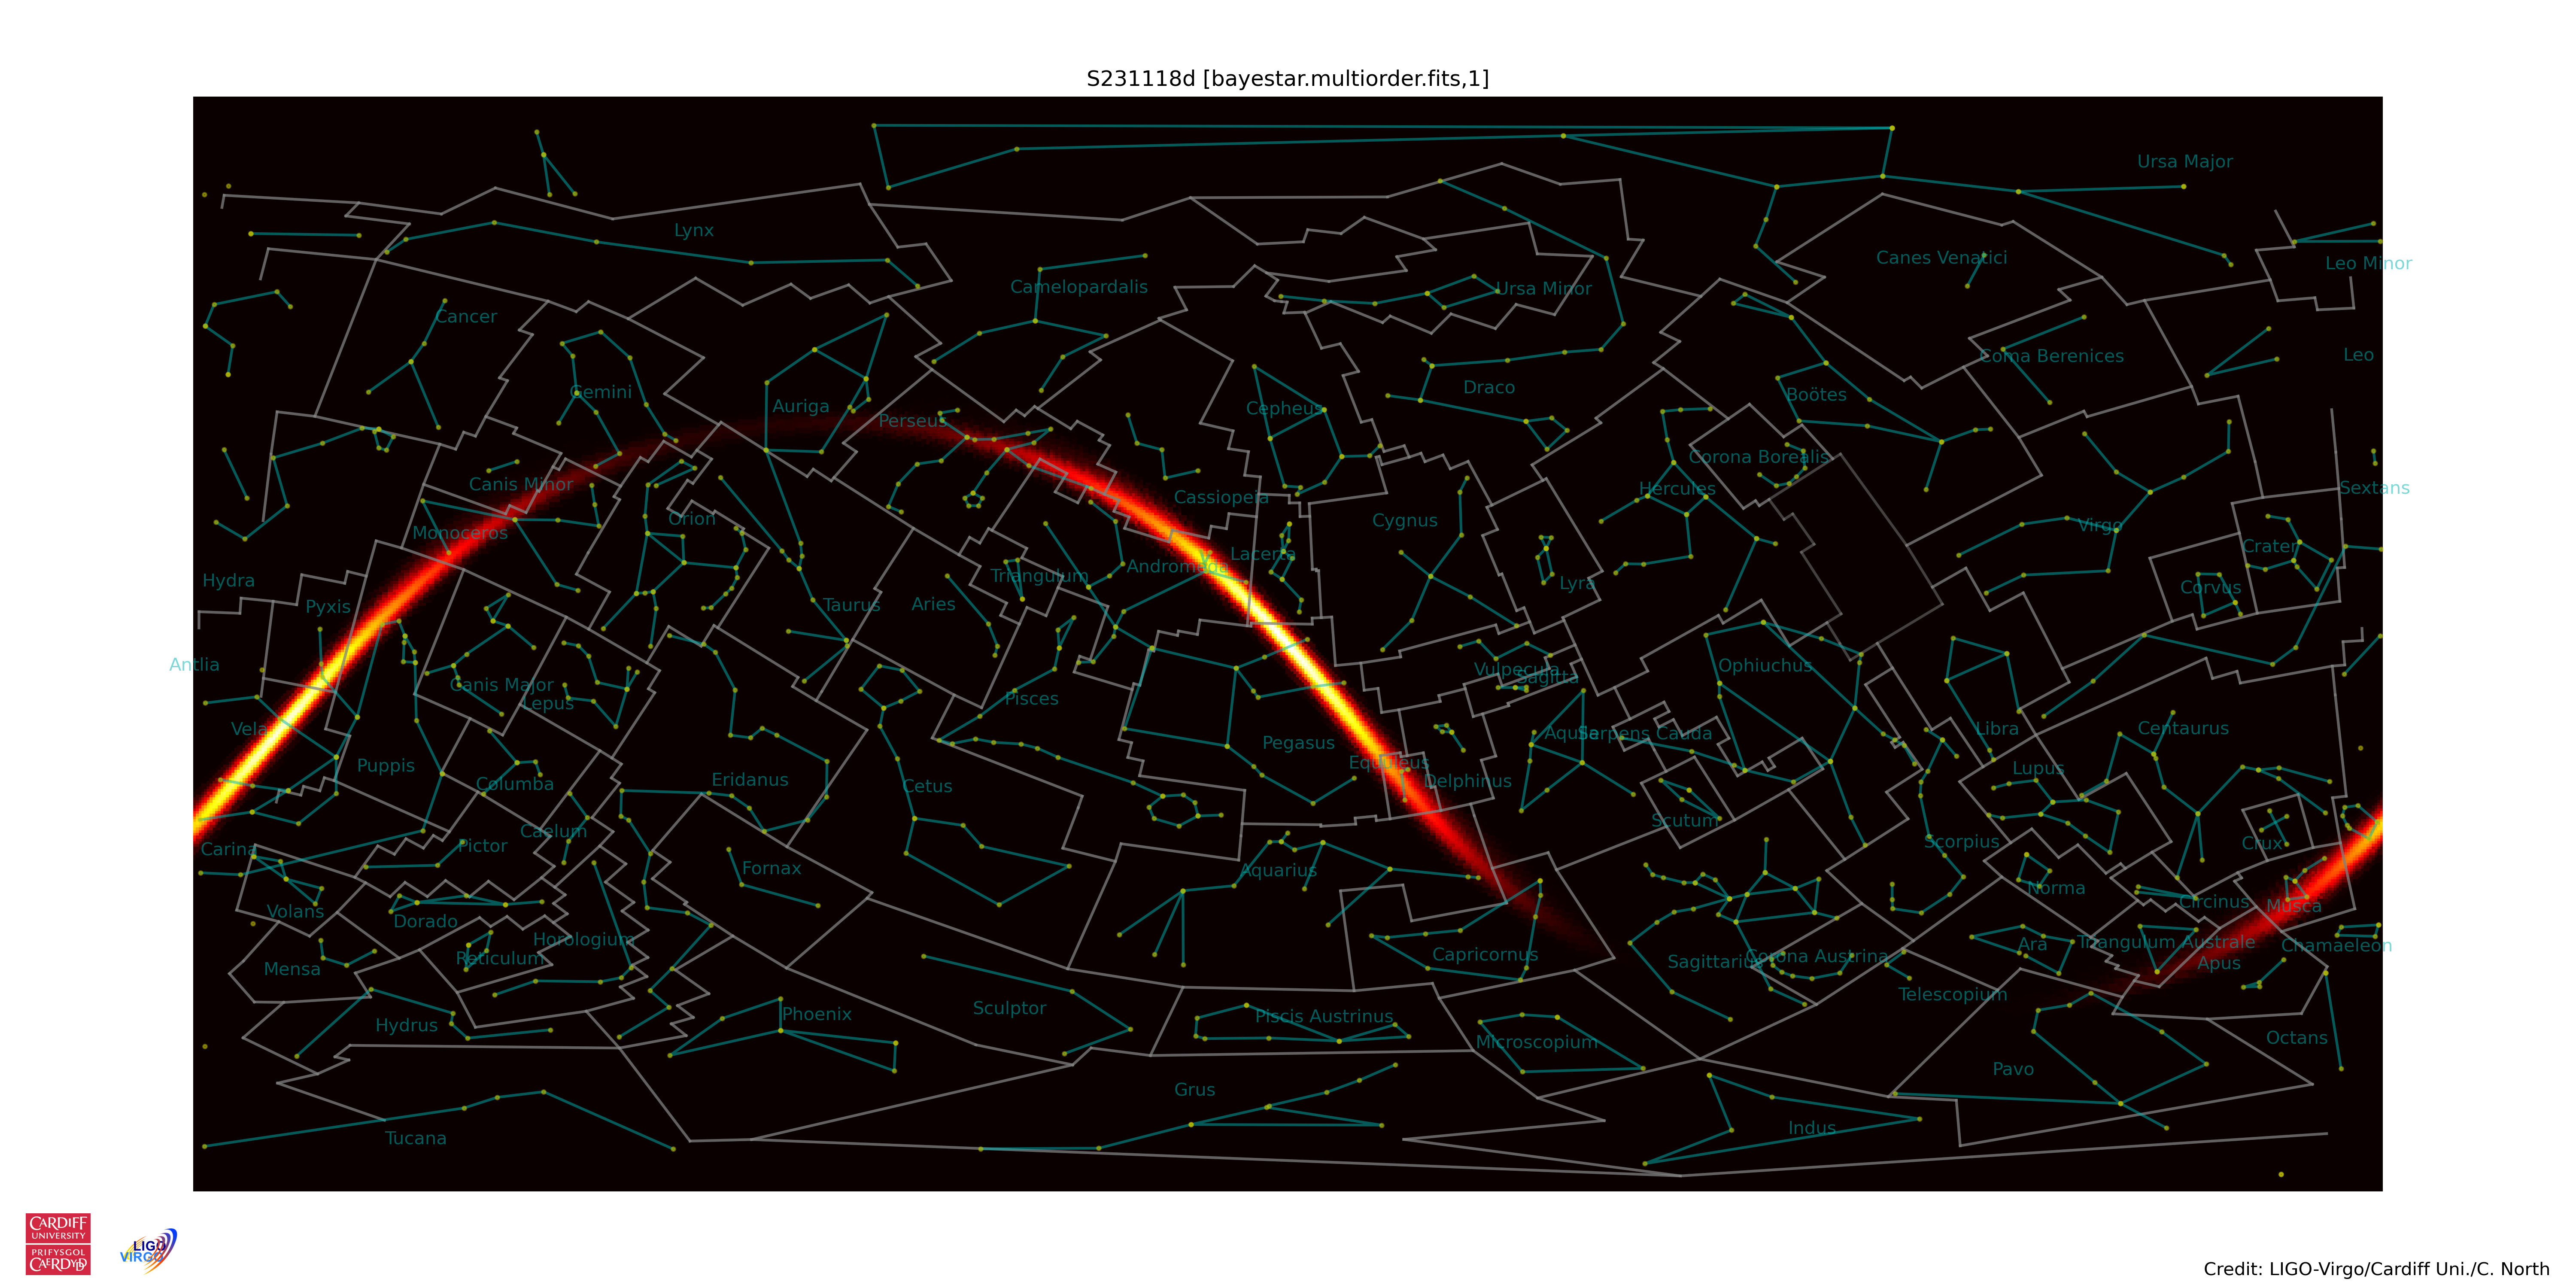 S231118d [bayestar.multiorder.fits,1]
Ursa Major
Lynx
Canes Venatici
Leo Minor
Camelopardalis
Ursa Minor
Cancer
Coma Berenices
Leo
Gemini
Draco
Boötes
Auriga
Cepheus
Perseus
Corona Borealis
Canis Minor
Cassiopeia
Hercules
Sextans
Orion
Cygnus
Virgo
Monoceros
Andromeda
Lacerta
Crater
Hydra
Triangulum
Lyra
Corvus
Pyxis
Taurus
Aries
Antlia
Vulpecula
Sagitta
Ophiuchus
Canis Major
Lepus
Pisces
Vela
Pegasus
Aquila
Serpens Cauda
Libra
Centaurus
Puppis
Equuleus
Lupus
Columba
Eridanus
Cetus
Delphinus
Scutum
Caelum
Carina
Pictor
Scorpius
Crux
Fornax
Aquarius
Norma
Volans
Dorado
Circinus
Musca
Horologium
Ara
Triangulum Australe
Chamaeleon
Reticulum
Capricornus
Sagittarius
Corona Austrina
Mensa
Apus
Telescopium
Hydrus
Phoenix
Sculptor
Piscis Austrinus
Microscopium
Octans
Pavo
Grus
Tucana
Indus
CARDIFF
UNIVERSITY
PRIFYSGOL
CAERDYDD
LIGO
VIRGO
Credit: LIGO-Virgo/Cardiff Uni./C. North